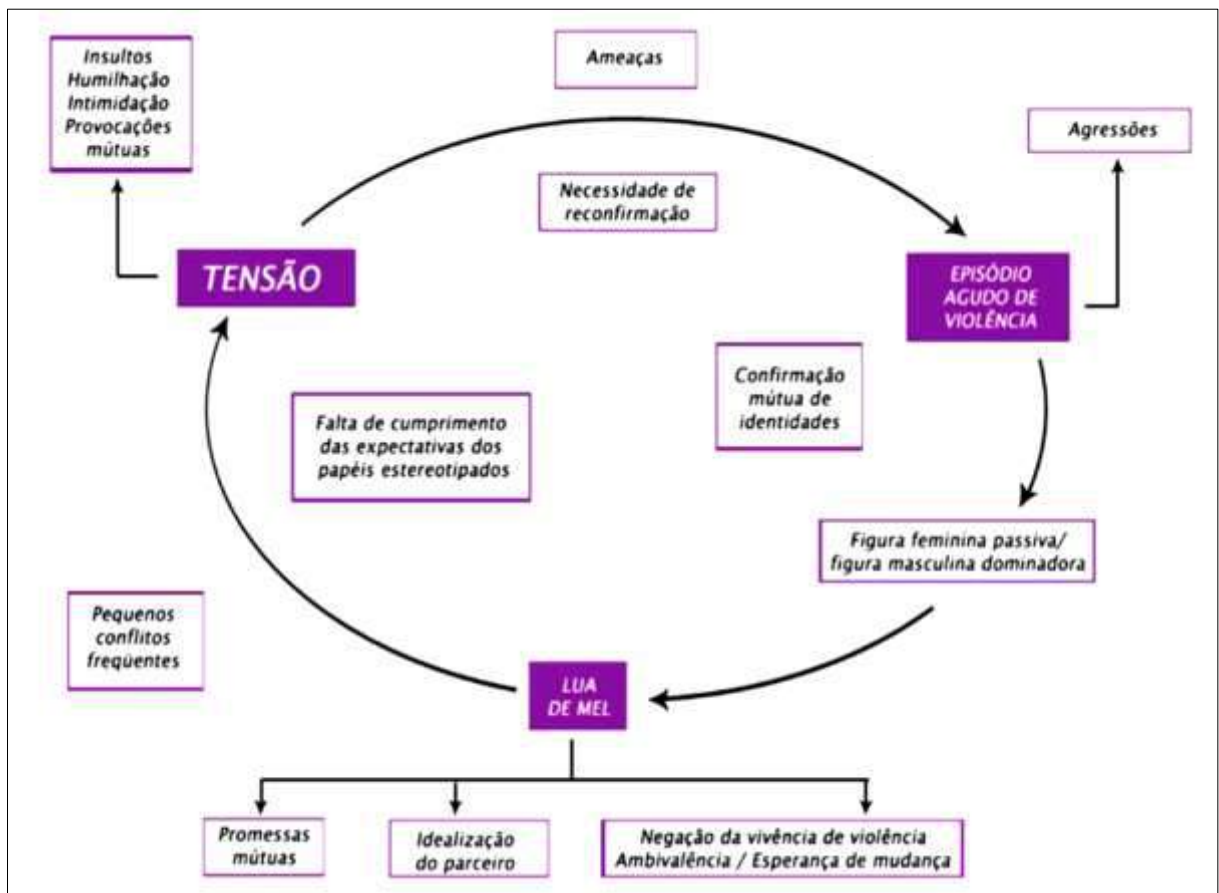 Insultos
Humilhação
Intimidação
Provocações
mútuas
Ameaças
Agressões
Necessidade de
reconfirmação
TENSÃO
EPISÓDIO
AGUDO DE
VIOLÊNCIA
Confirmação
mútua de
identidades
Falta de cumprimento
das expectativas dos
papéis estereotipados
Figura feminina passiva/
figura masculina dominadora
Pequenos
conflitos
freqüentes
LUA
DE MEL
Promessas
mútuas
Idealização
do parceiro
Negação da vivência de violência
Ambivalência / Esperança de mudança